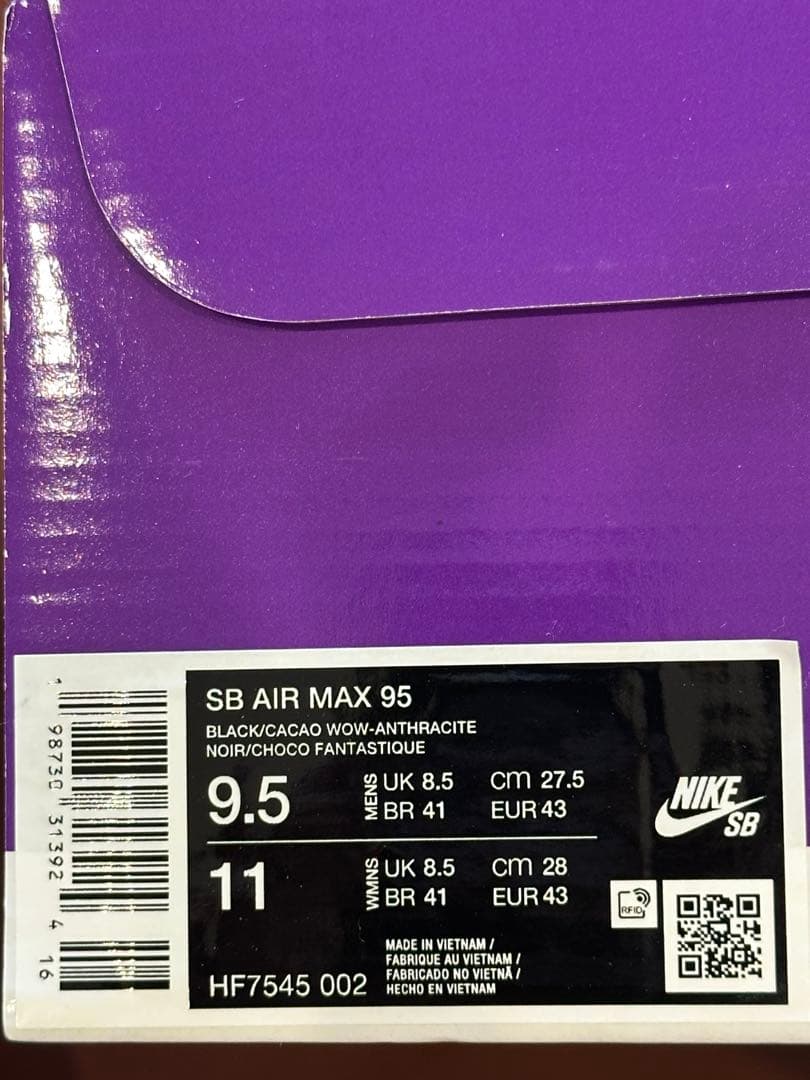 SB AIR MAX 95
BLACK/CACAO WOW-ANTHRACITE
NOIR/CHOCO FANTASTIQUE
9.5
MENS
UK 8.5 cm 27.5
BR 41 EUR 43
11
WMNS
UK 8.5 cm 28
BR 41 EUR 43
NIKE
SB
RFID
HF7545 002
MADE IN VIETNAM /
FABRIQUE AU VIETNAM /
FABRICADO NO VIETNÃ /
HECHO EN VIETNAM
1 98730 31392 4 16